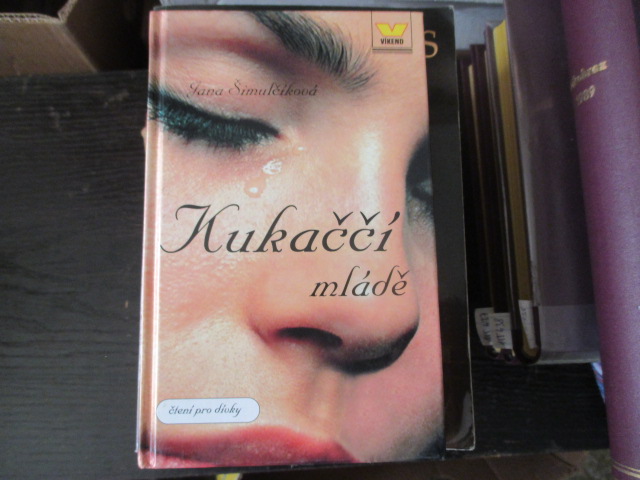 VÍKEND
S
Jana Šimulčíková
Kukaččí
mládě
čtení pro dívky